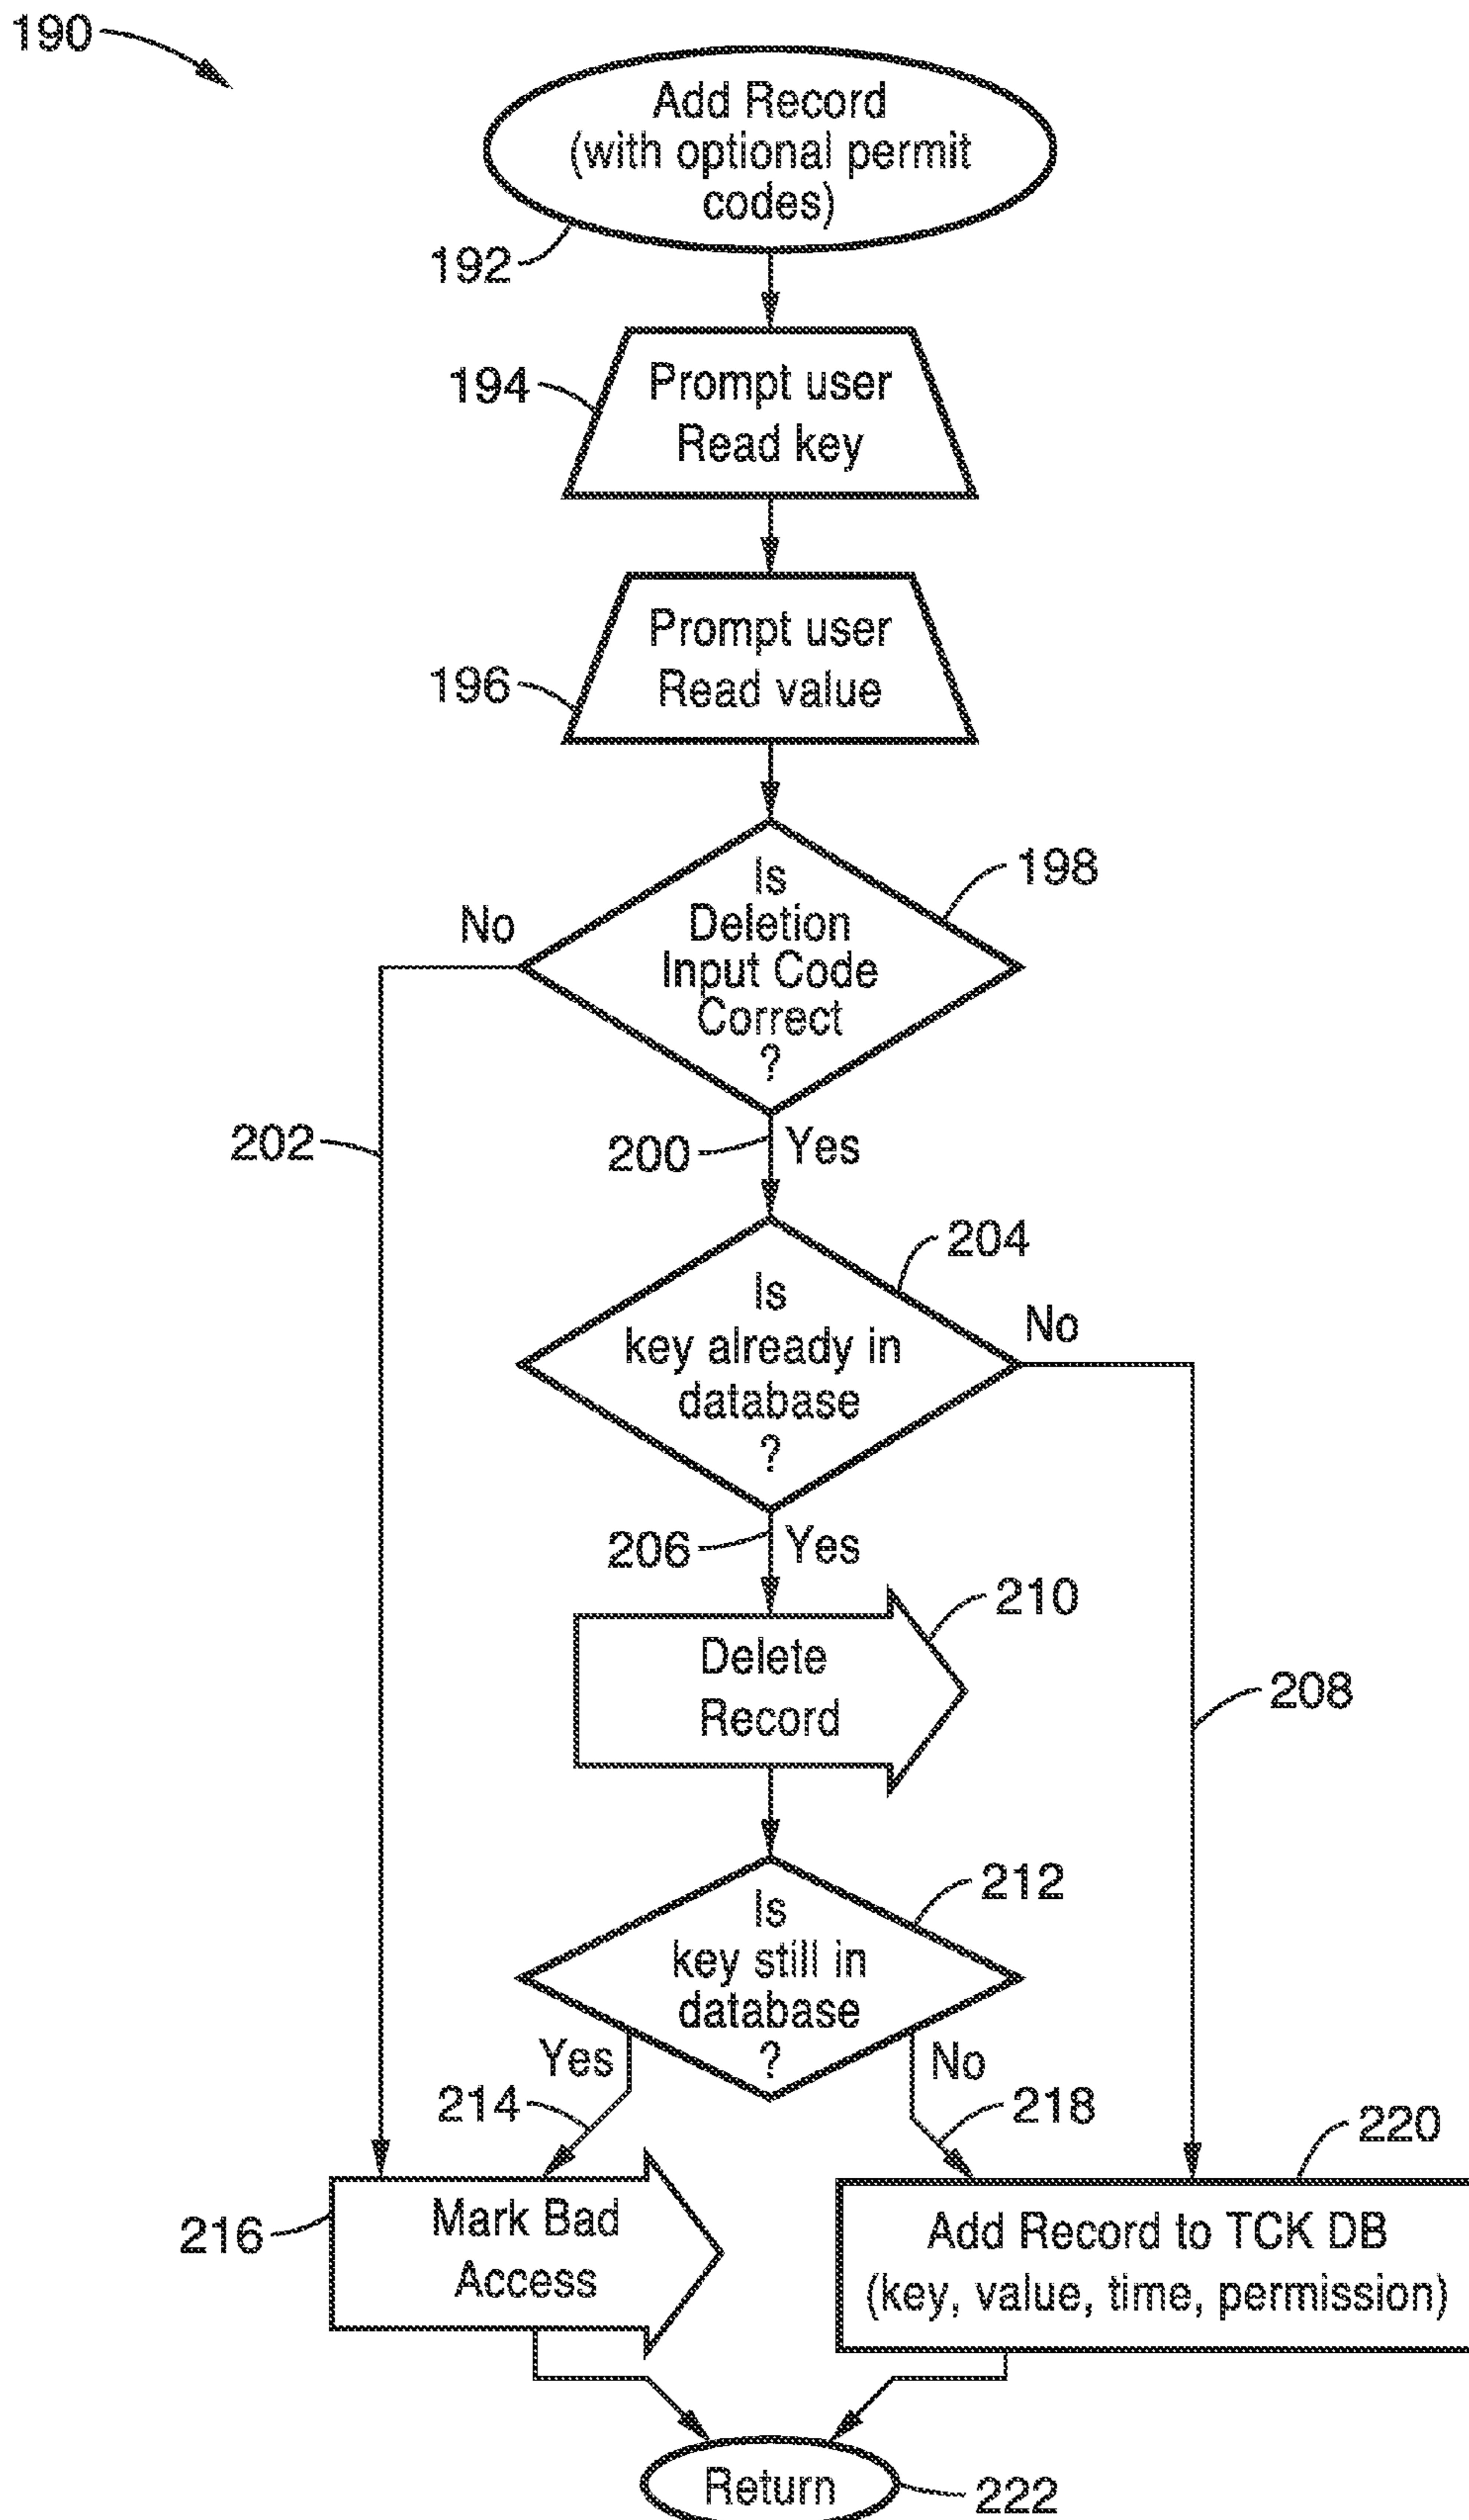 190
Add Record
(with optional permit
codes)
192
194
Prompt user
Read key
196
Prompt user
Read value
198
Is
Deletion
Input Code
Correct
?
No
202
200
Yes
204
Is
key already in
database
?
No
206
Yes
208
210
Delete
Record
212
Is
key still in
database
?
Yes
No
214
218
216
Mark Bad
Access
220
Add Record to TCK DB
(key, value, time, permission)
Return
222